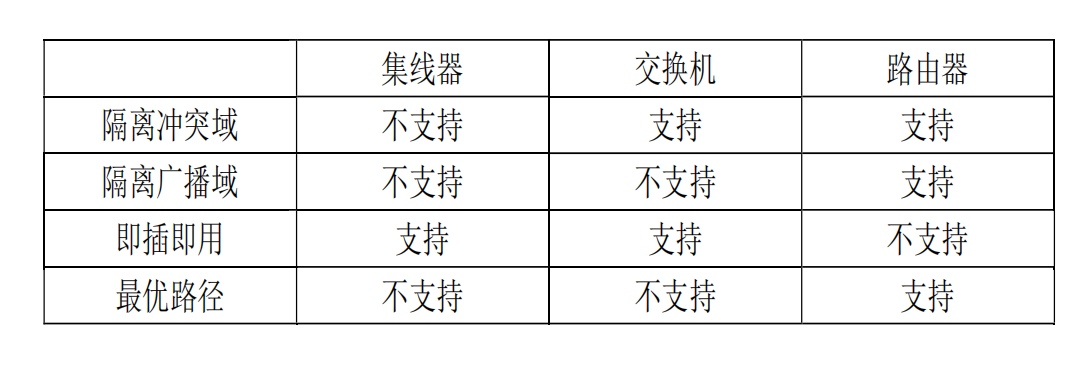 集线器 交换机 路由器
隔离冲突域 不支持 支持 支持
隔离广播域 不支持 不支持 支持
即插即用 支持 支持 不支持
最优路径 不支持 不支持 支持